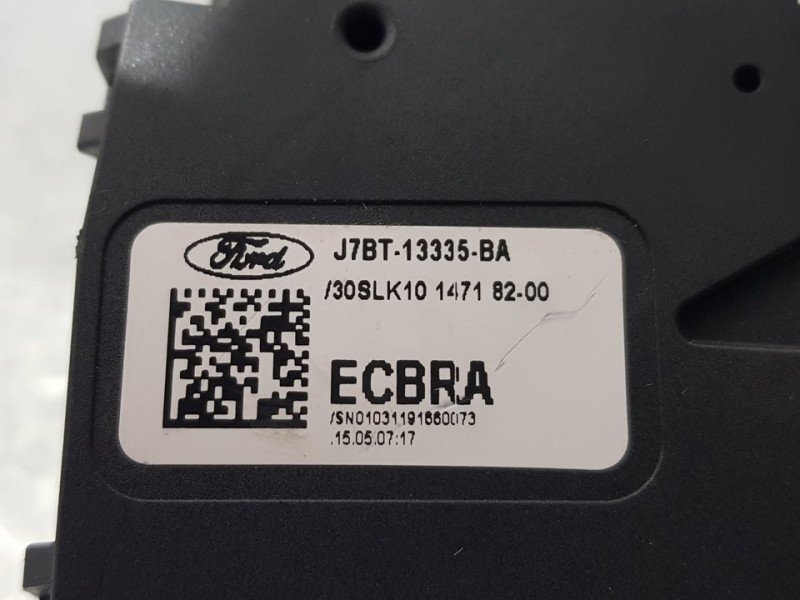 Ford
J7BT-13335-BA
/30SLK10 1471 82-00
ECBRA
/SN01031191660073
.15.05.07:17